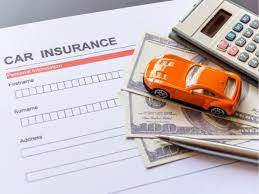 CAR INSURANCE
Personal Information
Firstname
Surname
Address